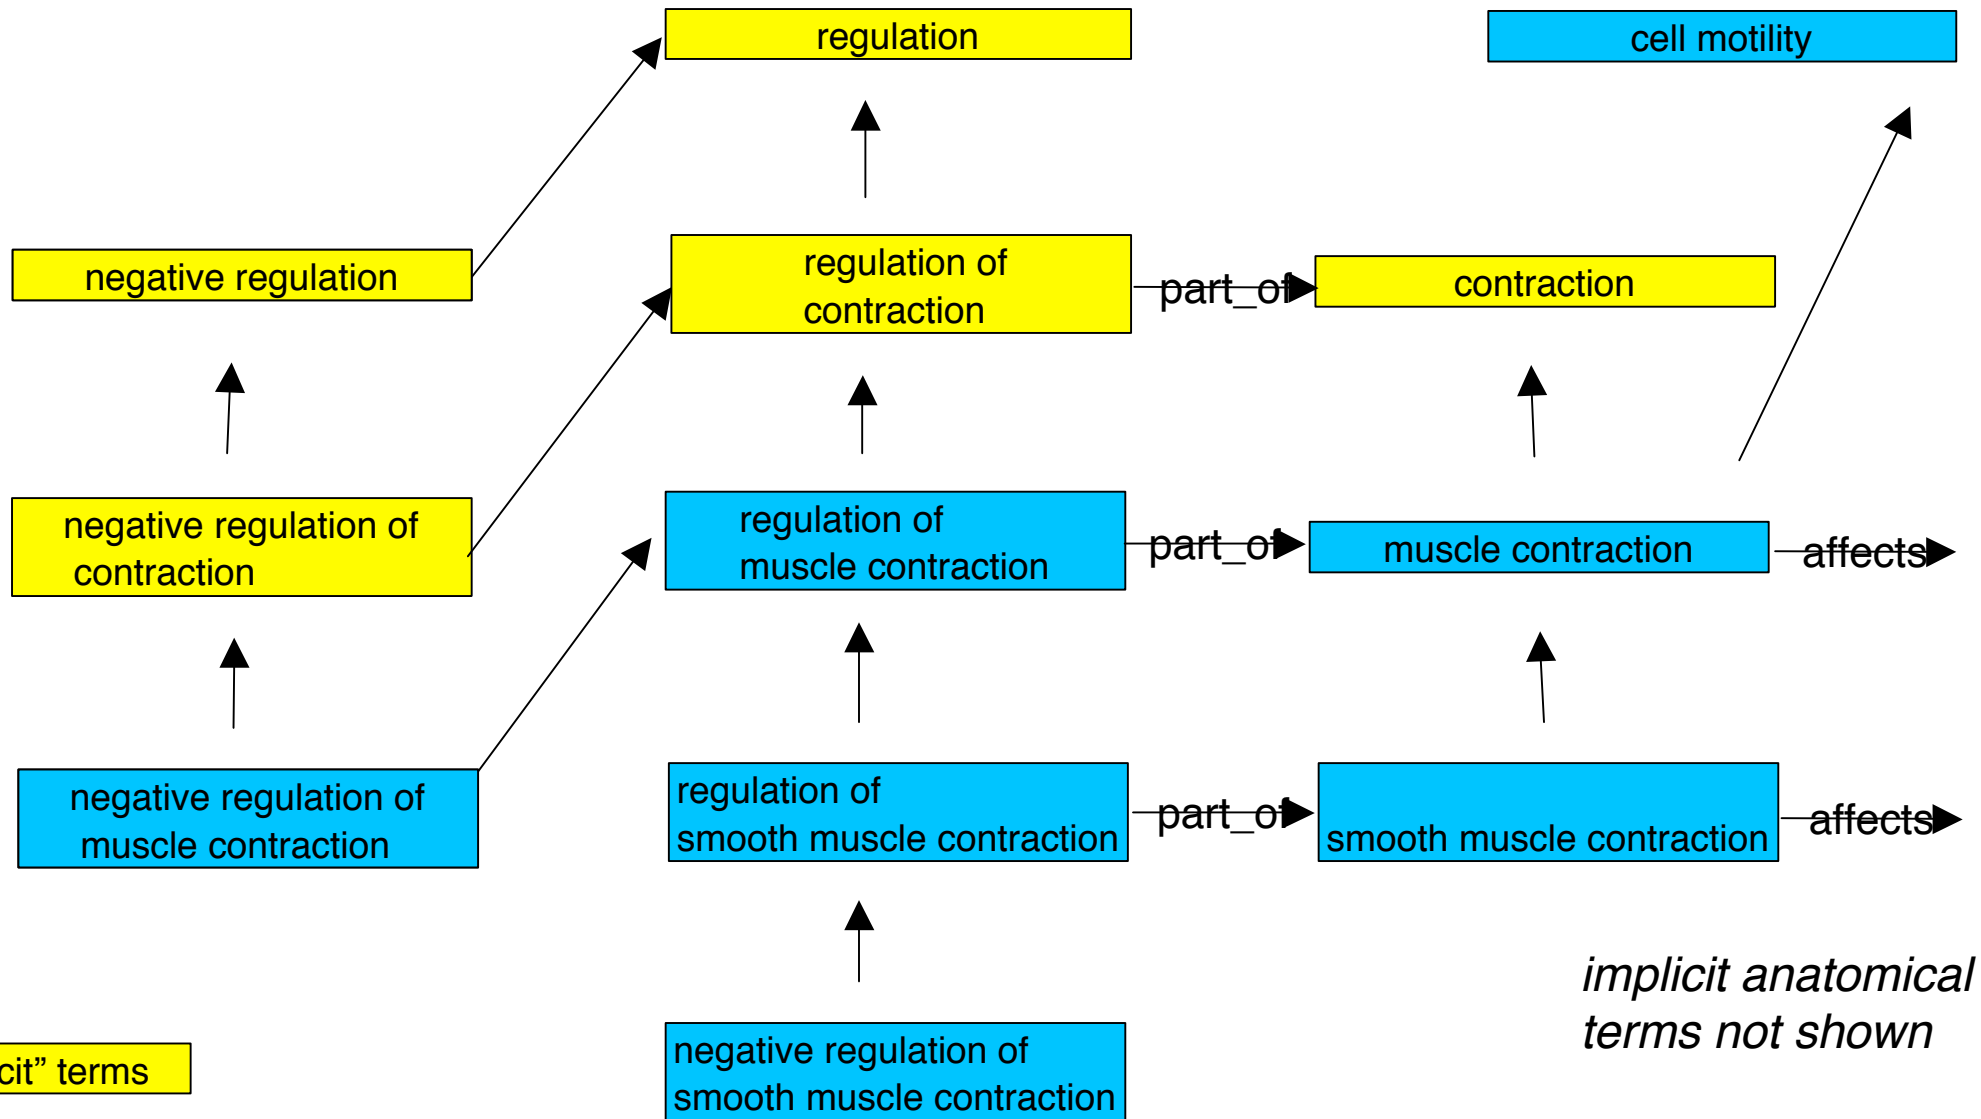 regulation
cell motility
negative regulation
regulation of
contraction
part_of
contraction
negative regulation of
contraction
regulation of
muscle contraction
part_of
muscle contraction
affects
negative regulation of
muscle contraction
regulation of
smooth muscle contraction
part_of
smooth muscle contraction
affects
implicit anatomical
terms not shown
cit” terms
negative regulation of
smooth muscle contraction